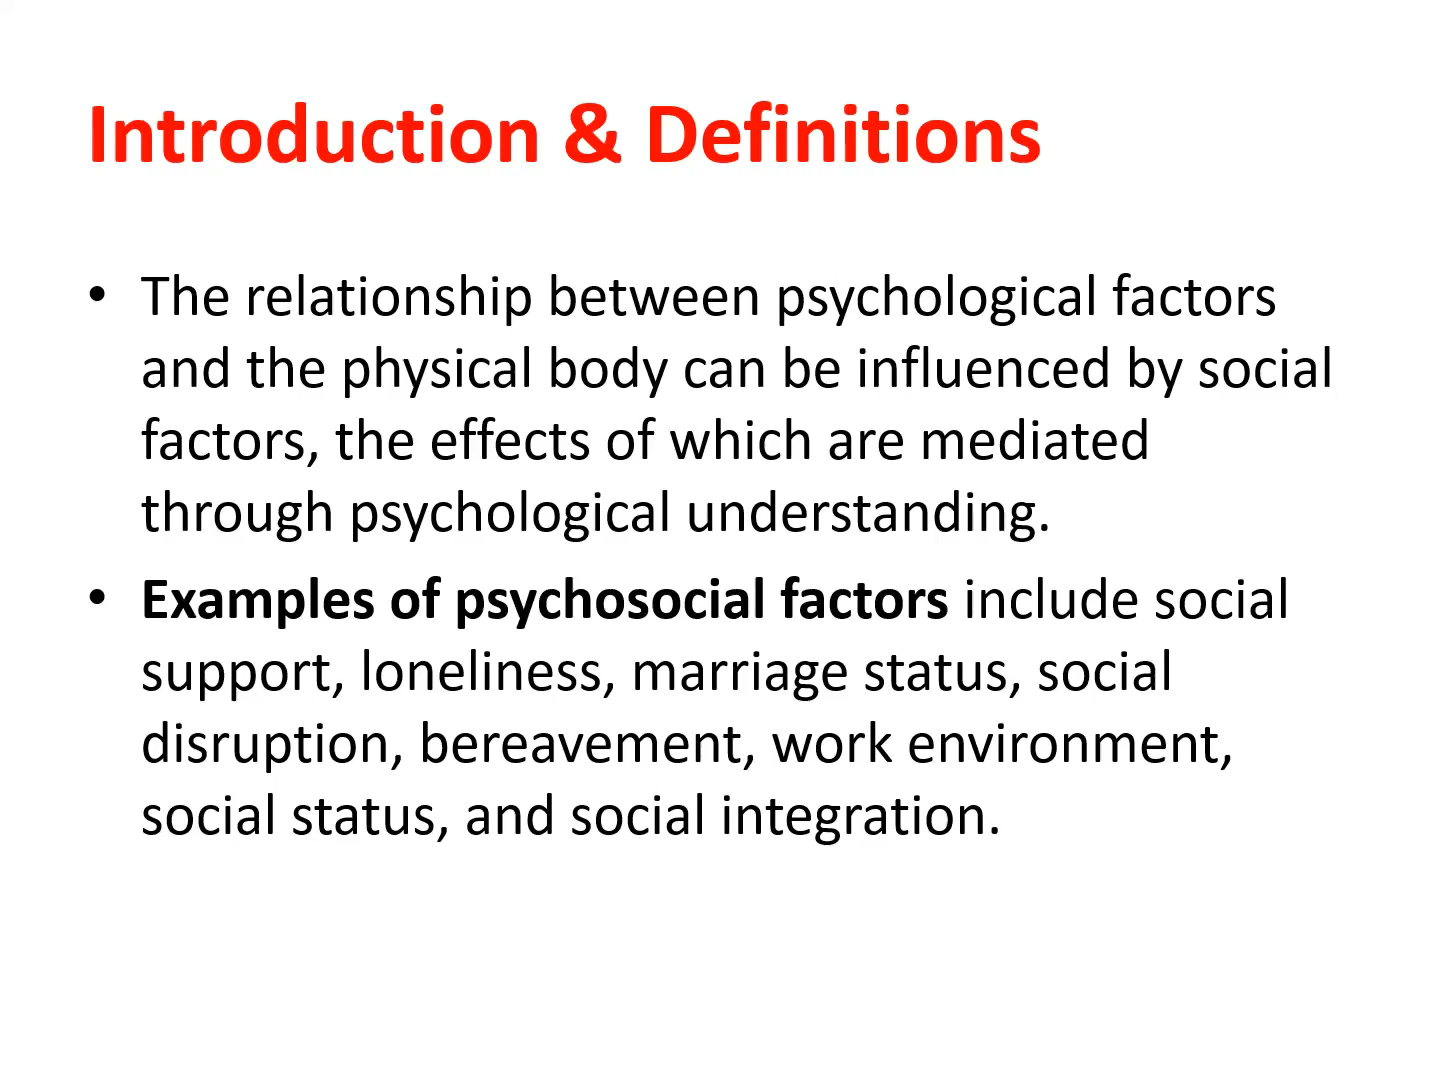 Introduction & Definitions
• The relationship between psychological factors
and the physical body can be influenced by social
factors, the effects of which are mediated
through psychological understanding.
• Examples of psychosocial factors include social
support, loneliness, marriage status, social
disruption, bereavement, work environment,
social status, and social integration.